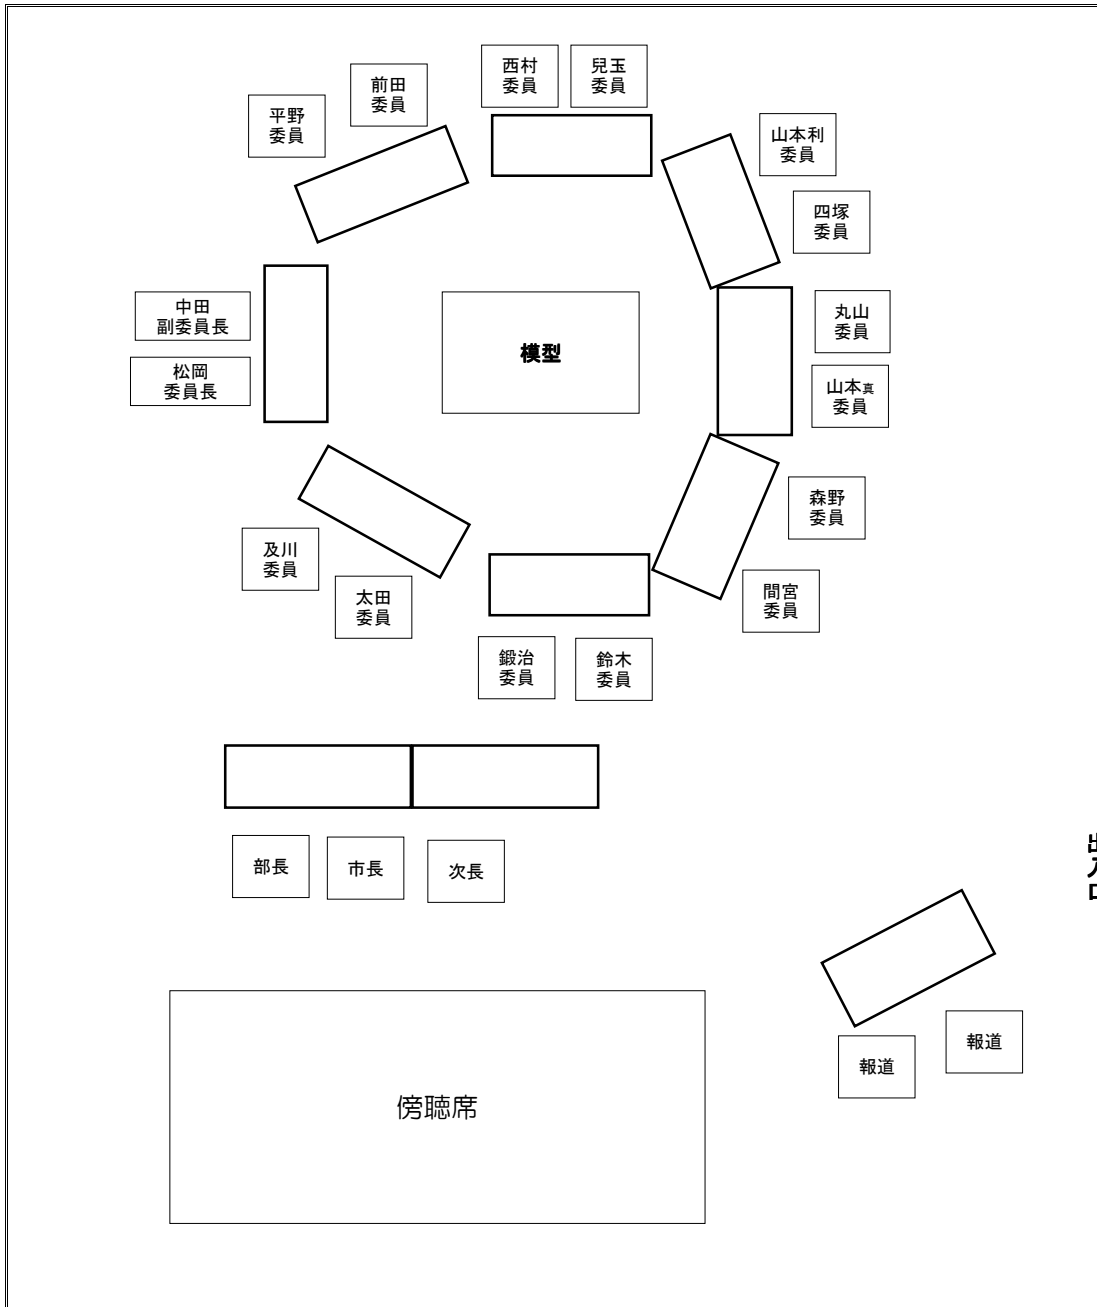 西村
委員
兒玉
委員
前田
委員
平野
委員
山本利
委員
四塚
委員
中田
副委員長
松岡
委員長
模型
丸山
委員
山本真
委員
森野
委員
間宮
委員
及川
委員
太田
委員
鍛治
委員
鈴木
委員
部長
市長
次長
出入口
報道
報道
傍聴席